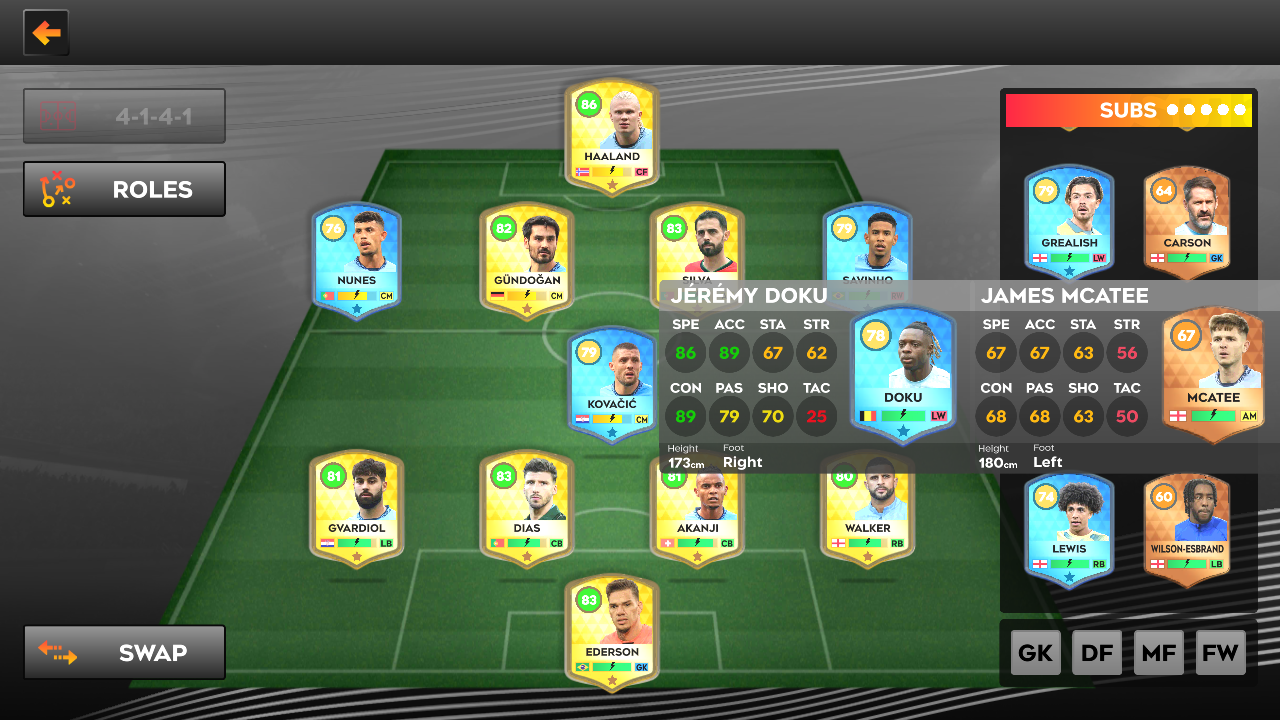 4-1-4-1
ROLES
SUBS
86
HAALAND
CF
79
GREALISH
LW
64
CARSON
GK
76
NUNES
CM
82
GÜNDOĞAN
CM
83
SILVA
79
SAVINHO
RW
JÉRÉMY DOKU
SPE ACC STA STR
86 89 67 62
CON PAS SHO TAC
89 79 70 25
Height Foot
173cm Right
78
DOKU
LW
JAMES MCATEE
SPE ACC STA STR
67 67 63 56
CON PAS SHO TAC
68 68 63 50
Height Foot
180cm Left
67
MCATEE
AM
79
KOVAČIĆ
CM
81
GVARDIOL
LB
83
DIAS
CB
81
AKANJI
CB
80
WALKER
RB
74
LEWIS
RB
60
WILSON-ESBRAND
LB
83
EDERSON
GK
SWAP
GK DF MF FW